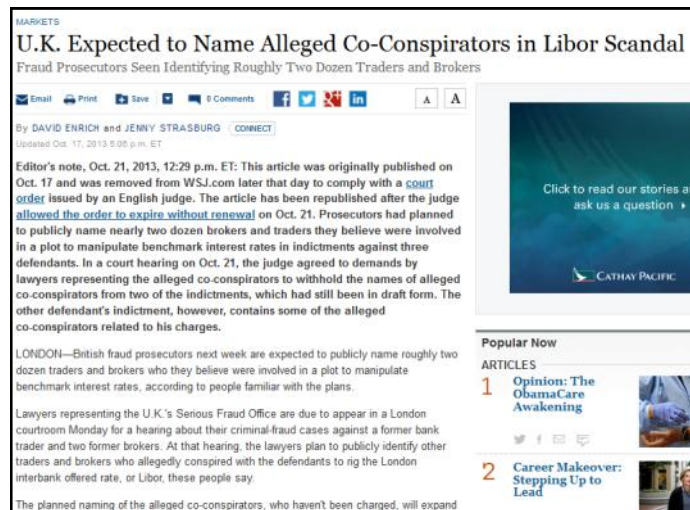 MARKETS
U.K. Expected to Name Alleged Co-Conspirators in Libor Scandal
Fraud Prosecutors Seen Identifying Roughly Two Dozen Traders and Brokers
Email Print Save 0 Comments f in A A
By DAVID ENRICH and JENNY STRASBURG CONNECT
Updated Oct. 17, 2013 5:06 p.m. ET
Editor's note, Oct. 21, 2013, 12:29 p.m. ET: This article was originally published on
Oct. 17 and was removed from WSJ.com later that day to comply with a court
order issued by an English judge. The article has been republished after the judge
allowed the order to expire without renewal on Oct. 21. Prosecutors had planned
to publicly name nearly two dozen brokers and traders they believe were involved
in a plot to manipulate benchmark interest rates in indictments against three
defendants. In a court hearing on Oct. 21, the judge agreed to demands by
lawyers representing the alleged co-conspirators to withhold the names of alleged
co-conspirators from two of the indictments, which had still been in draft form. The
other defendant's indictment, however, contains some of the alleged
co-conspirators related to his charges.
LONDON—British fraud prosecutors next week are expected to publicly name roughly two
dozen traders and brokers who they believe were involved in a plot to manipulate
benchmark interest rates, according to people familiar with the plans.
Lawyers representing the U.K.'s Serious Fraud Office are due to appear in a London
courtroom Monday for a hearing about their criminal-fraud cases against a former bank
trader and two former brokers. At that hearing, the lawyers plan to publicly identify other
traders and brokers who allegedly conspired with the defendants to rig the London
interbank offered rate, or Libor, these people say.
The planned naming of the alleged co-conspirators, who haven't been charged, will expand
Click to read our stories
ask us a question
CATHAY PACIFIC
Popular Now
ARTICLES
1 Opinion: The
ObamaCare
Awakening
2 Career Makeover:
Stepping Up to
Lead